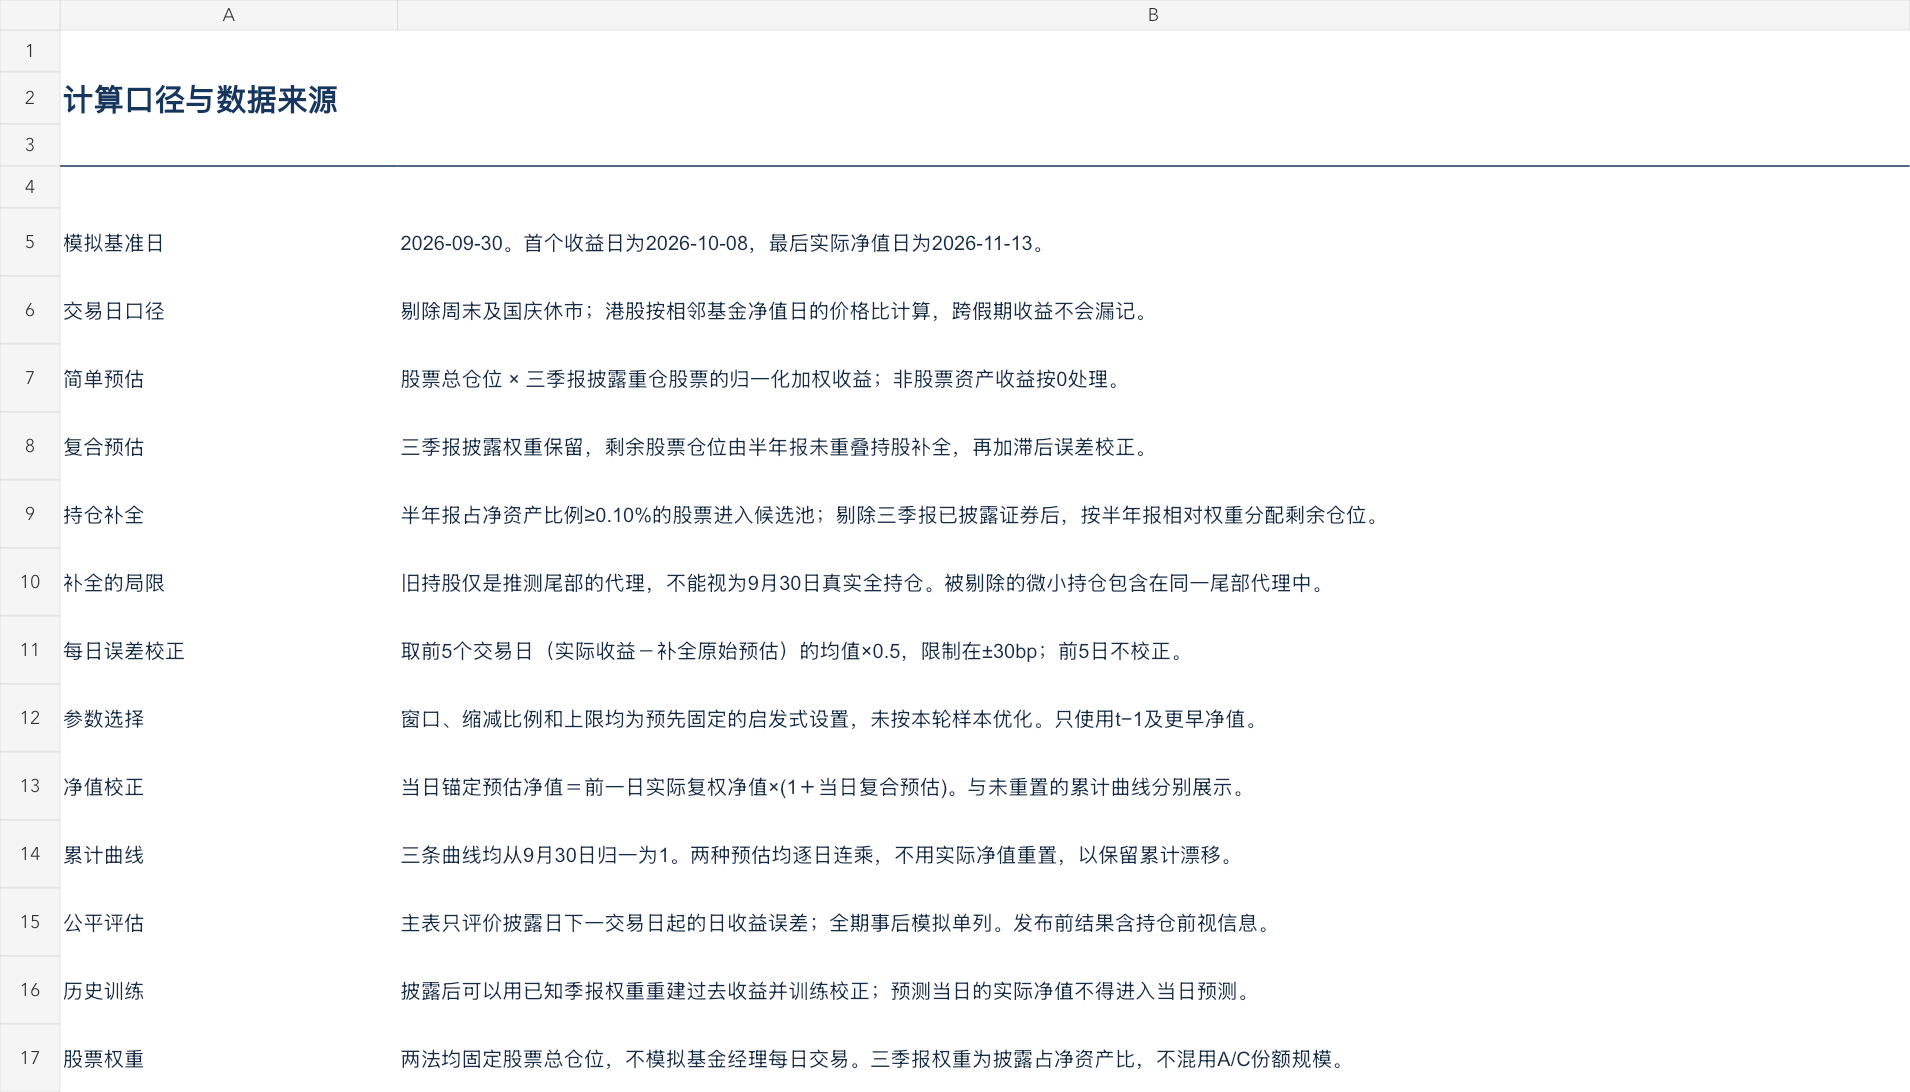 A B
1
2 计算口径与数据来源
3
4
5 模拟基准日 2026-09-30。首个收益日为2026-10-08，最后实际净值日为2026-11-13。
6 交易日口径 剔除周末及国庆休市；港股按相邻基金净值日的价格比计算，跨假期收益不会漏记。
7 简单预估 股票总仓位 × 三季报披露重仓股票的归一化加权收益；非股票资产收益按0处理。
8 复合预估 三季报披露权重保留，剩余股票仓位由半年报未重叠持股补全，再加滞后误差校正。
9 持仓补全 半年报占净资产比例≥0.10%的股票进入候选池；剔除三季报已披露证券后，按半年报相对权重分配剩余仓位。
10 补全的局限 旧持股仅是推测尾部的代理，不能视为9月30日真实全持仓。被剔除的微小持仓包含在同一尾部代理中。
11 每日误差校正 取前5个交易日（实际收益－补全原始预估）的均值×0.5，限制在±30bp；前5日不校正。
12 参数选择 窗口、缩减比例和上限均为预先固定的启发式设置，未按本轮样本优化。只使用t−1及更早净值。
13 净值校正 当日锚定预估净值＝前一日实际复权净值×(1＋当日复合预估)。与未重置的累计曲线分别展示。
14 累计曲线 三条曲线均从9月30日归一为1。两种预估均逐日连乘，不用实际净值重置，以保留累计漂移。
15 公平评估 主表只评价披露日下一交易日起的日收益误差；全期事后模拟单列。发布前结果含持仓前视信息。
16 历史训练 披露后可以用已知季报权重重建过去收益并训练校正；预测当日的实际净值不得进入当日预测。
17 股票权重 两法均固定股票总仓位，不模拟基金经理每日交易。三季报权重为披露占净资产比，不混用A/C份额规模。